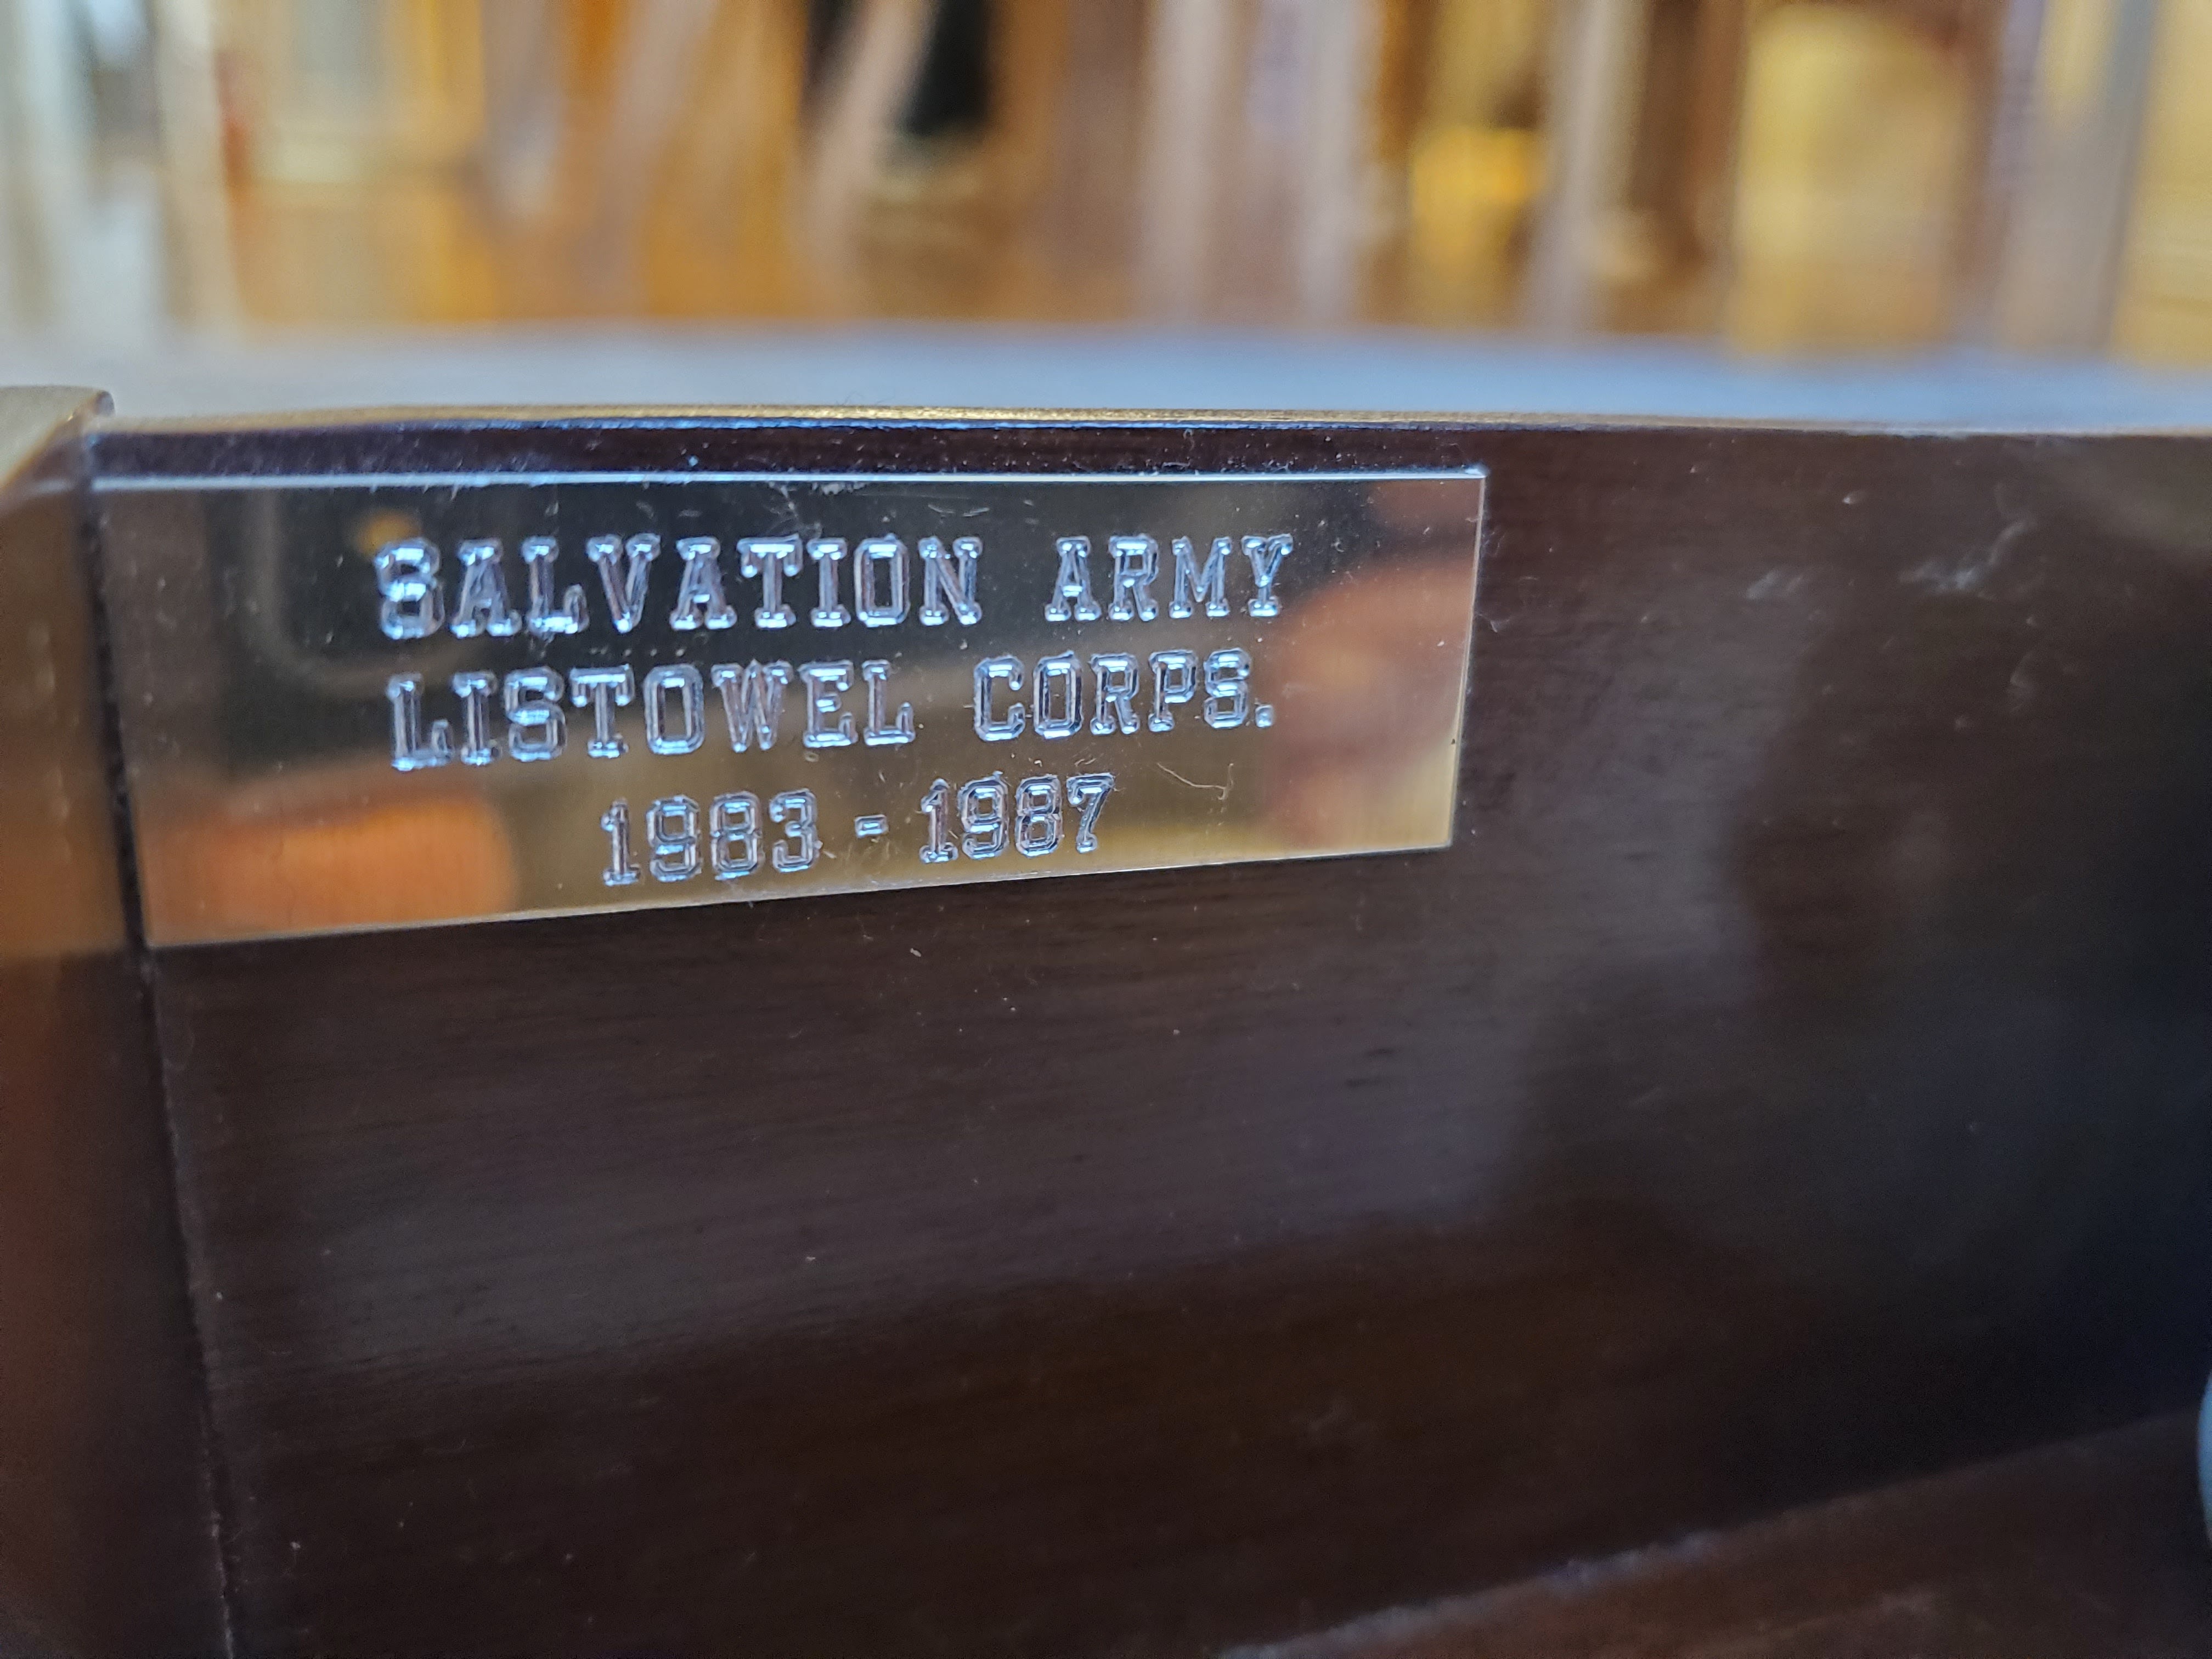 SALVATION ARMY
LISTOWEL CORPS.
1983 - 1987